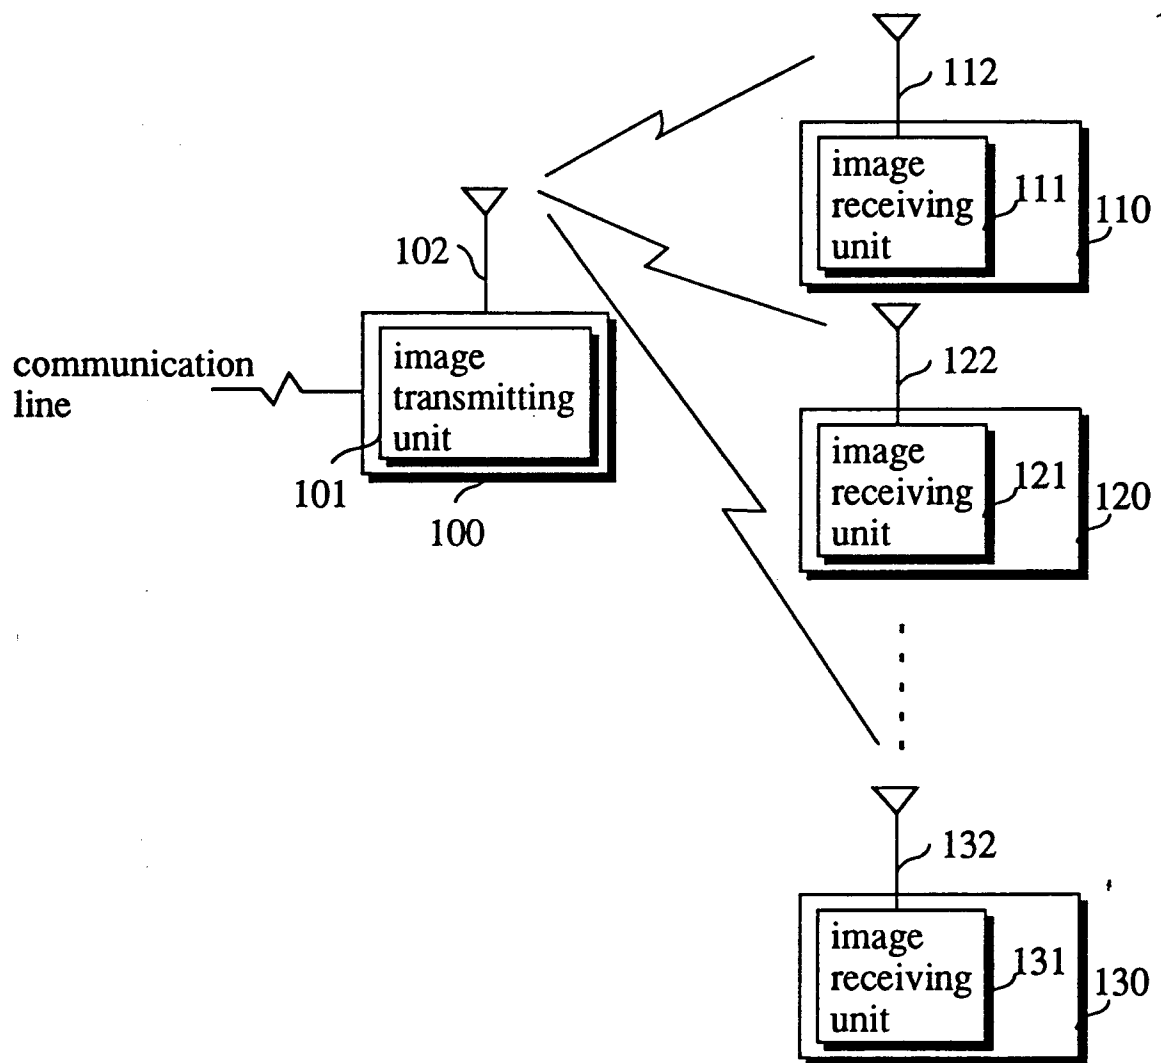 112
image
receiving
unit
111
110
102
communication
line
image
transmitting
unit
101
100
122
image
receiving
unit
121
120
132
image
receiving
unit
131
130